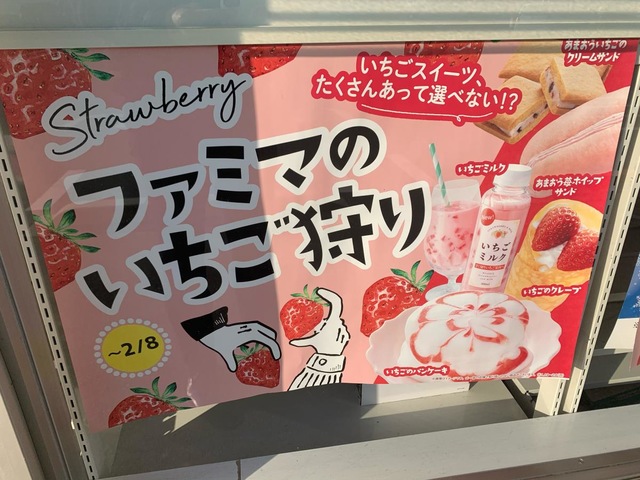 Strawberry
ファミマの
いちご狩り
~2/8
いちごスイーツ、
たくさんあって選べない!?
あまおういちごの
クリームサンド
いちごミルク
あまおう苺ホイップ
サンド
いちご
ミルク
いちごのクレープ
いちごのパンケーキ